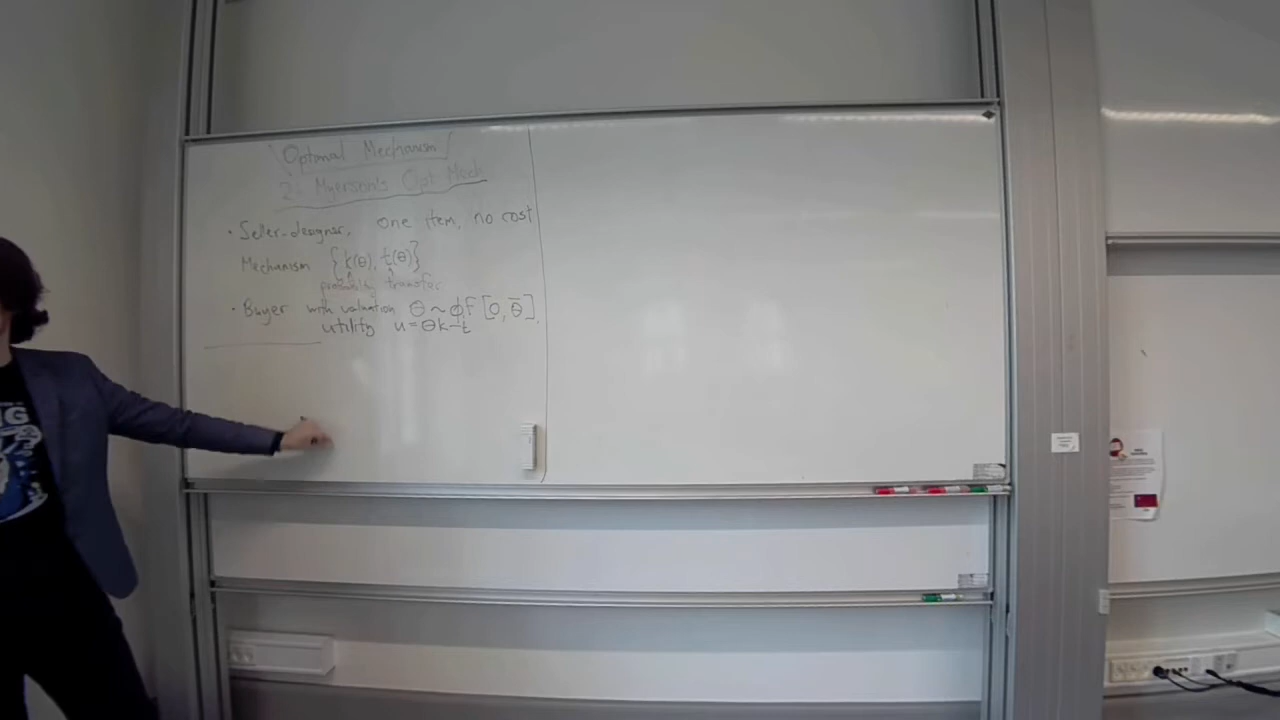 Optimal Mechanism
2: Myerson's Opt Mech
• Seller-designer, one item, no cost
Mechanism {k(θ), t(θ)}
probability transfer
• Buyer with valuation θ ~ ϕ, F [0, θ̄].
utility u = θk - t
NG